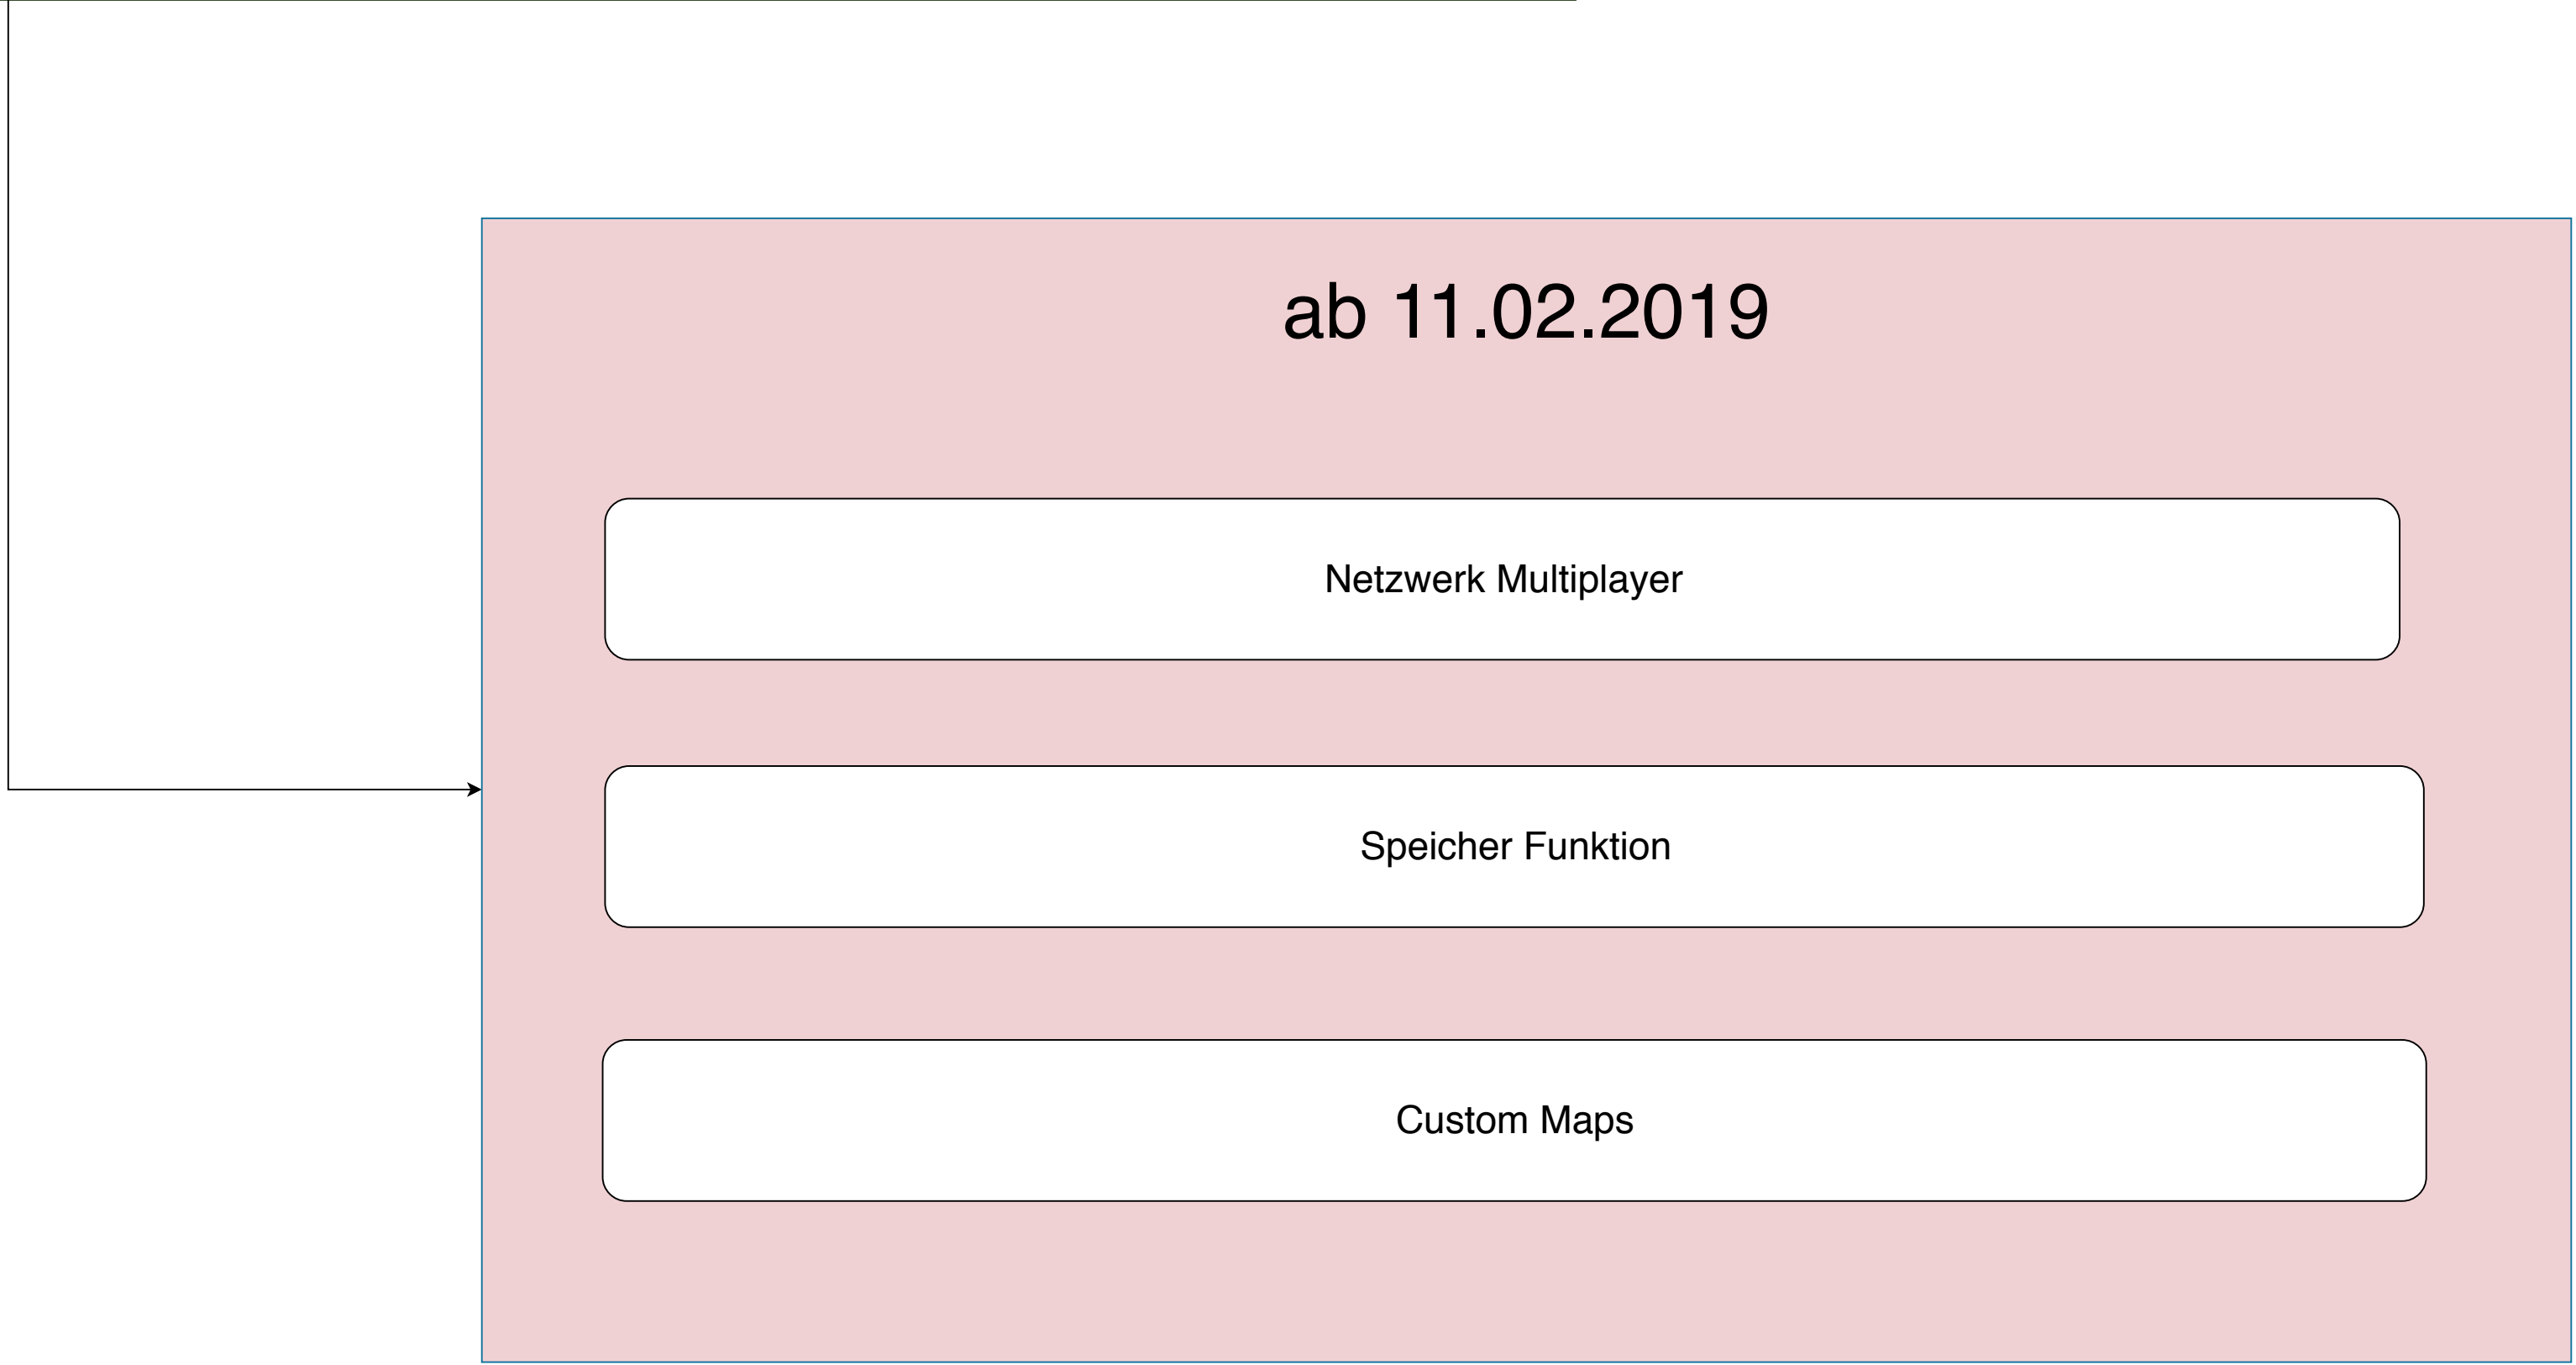 ab 11.02.2019
Netzwerk Multiplayer
Speicher Funktion
Custom Maps